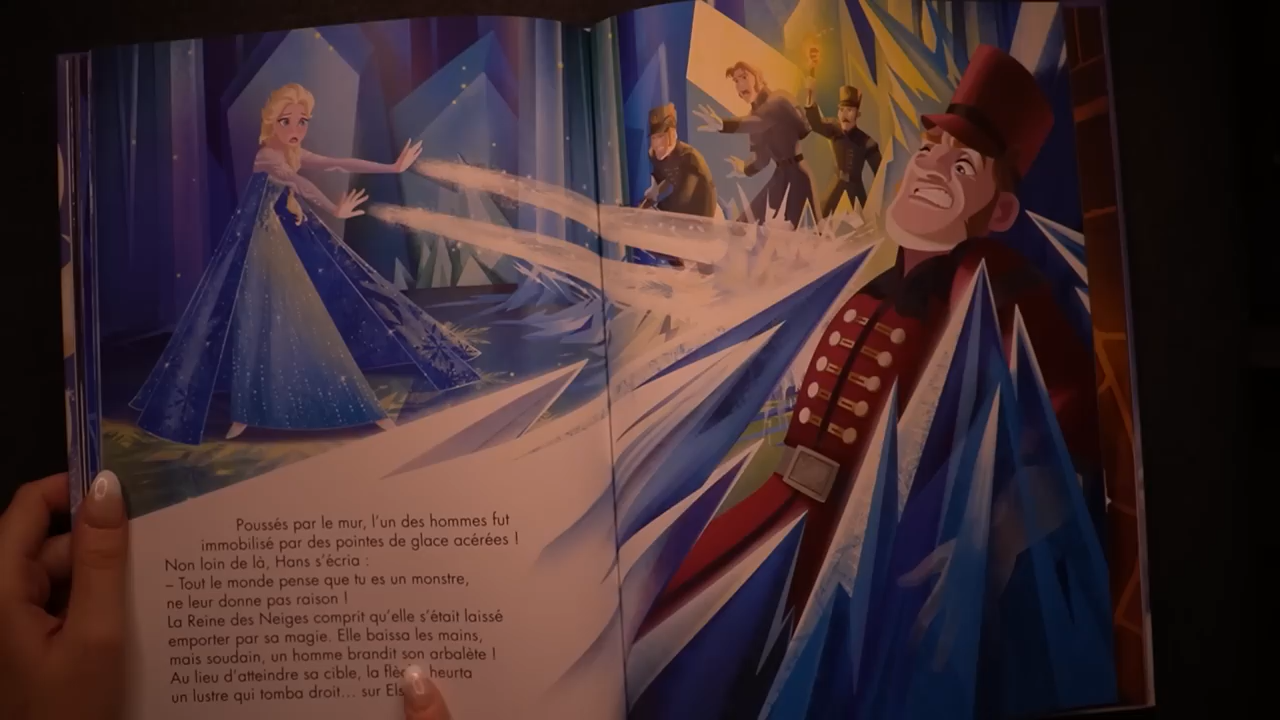 Poussés par le mur, l'un des hommes fut
immobilisé par des pointes de glace acérées !
Non loin de là, Hans s'écria :
– Tout le monde pense que tu es un monstre,
ne leur donne pas raison !
La Reine des Neiges comprit qu'elle s'était laissé
emporter par sa magie. Elle baissa les mains,
mais soudain, un homme brandit son arbalète !
Au lieu d'atteindre sa cible, la heurta
un lustre qui tomba droit... sur